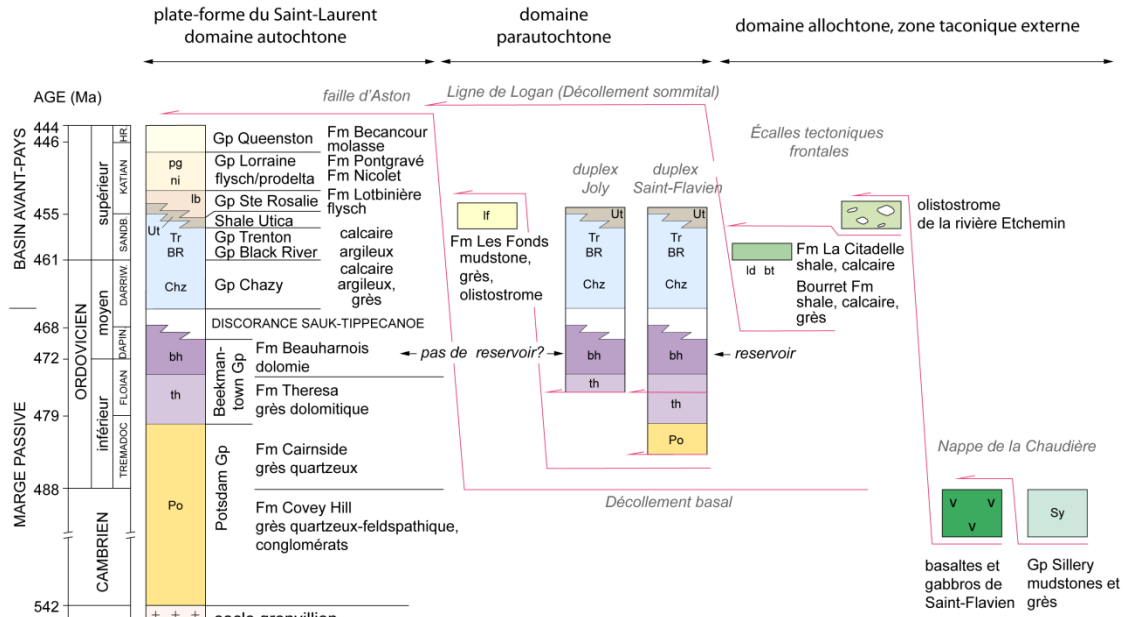 plate-forme du Saint-Laurent
domaine autochtone
domaine
parautochtone
domaine allochtone, zone taconique externe
AGE (Ma)
faille d'Aston
Ligne de Logan (Décollement sommital)
Écalles tectoniques
frontales
BASIN AVANT-PAYS
MARGE PASSIVE
ORDOVICIEN
CAMBRIEN
supérieur
moyen
inférieur
HR.
KATIAN
SANDB.
DARRIW.
DAPIN.
FLOIAN
TREMADOC
444
446
455
461
468
472
479
488
542
pg
ni
lb
Ut
Tr
BR
Chz
bh
th
Po
Gp Queenston
Gp Lorraine
flysch/prodelta
Gp Ste Rosalie
Shale Utica
Gp Trenton
Gp Black River
Gp Chazy
Fm Becancour
molasse
Fm Pontgravé
Fm Nicolet
Fm Lotbinière
flysch
calcaire
argileux
calcaire
argileux,
grès
DISCORANCE SAUK-TIPPECANOE
Beekman-
town Gp
Fm Beauharnois
dolomie
Fm Theresa
grès dolomitique
Potsdam Gp
Fm Cairnside
grès quartzeux
Fm Covey Hill
grès quartzeux-feldspathique,
conglomérats
lf
Fm Les Fonds
mudstone,
grès,
olistostrome
duplex
Joly
Ut
Tr
BR
Chz
bh
th
duplex
Saint-Flavien
Ut
Tr
BR
Chz
bh
th
Po
pas de reservoir?
reservoir
Décollement basal
olistostrome
de la rivière Etchemin
ld bt
Fm La Citadelle
shale, calcaire
Bourret Fm
shale, calcaire,
grès
Nappe de la Chaudière
v v
v
Sy
basaltes et
gabbros de
Saint-Flavien
Gp Sillery
mudstones et
grès